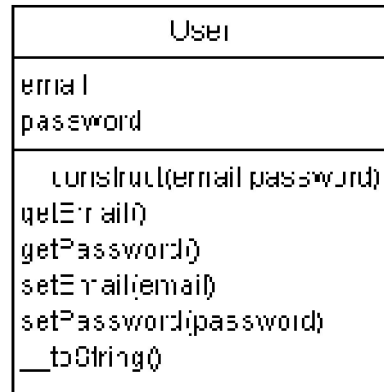 User
email
password
__construct(email,password)
getEmail()
getPassword()
setEmail(email)
setPassword(password)
__toString()